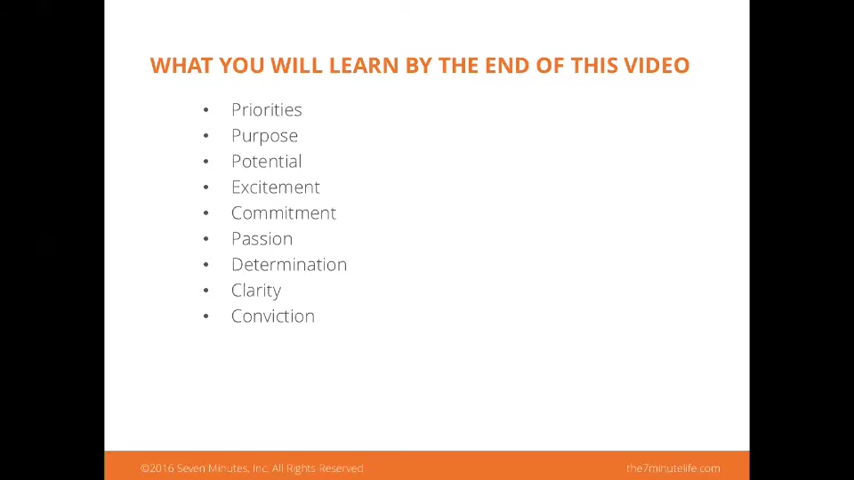 WHAT YOU WILL LEARN BY THE END OF THIS VIDEO
• Priorities
• Purpose
• Potential
• Excitement
• Commitment
• Passion
• Determination
• Clarity
• Conviction
©2016 Seven Minutes, Inc. All Rights Reserved
the7minutelife.com